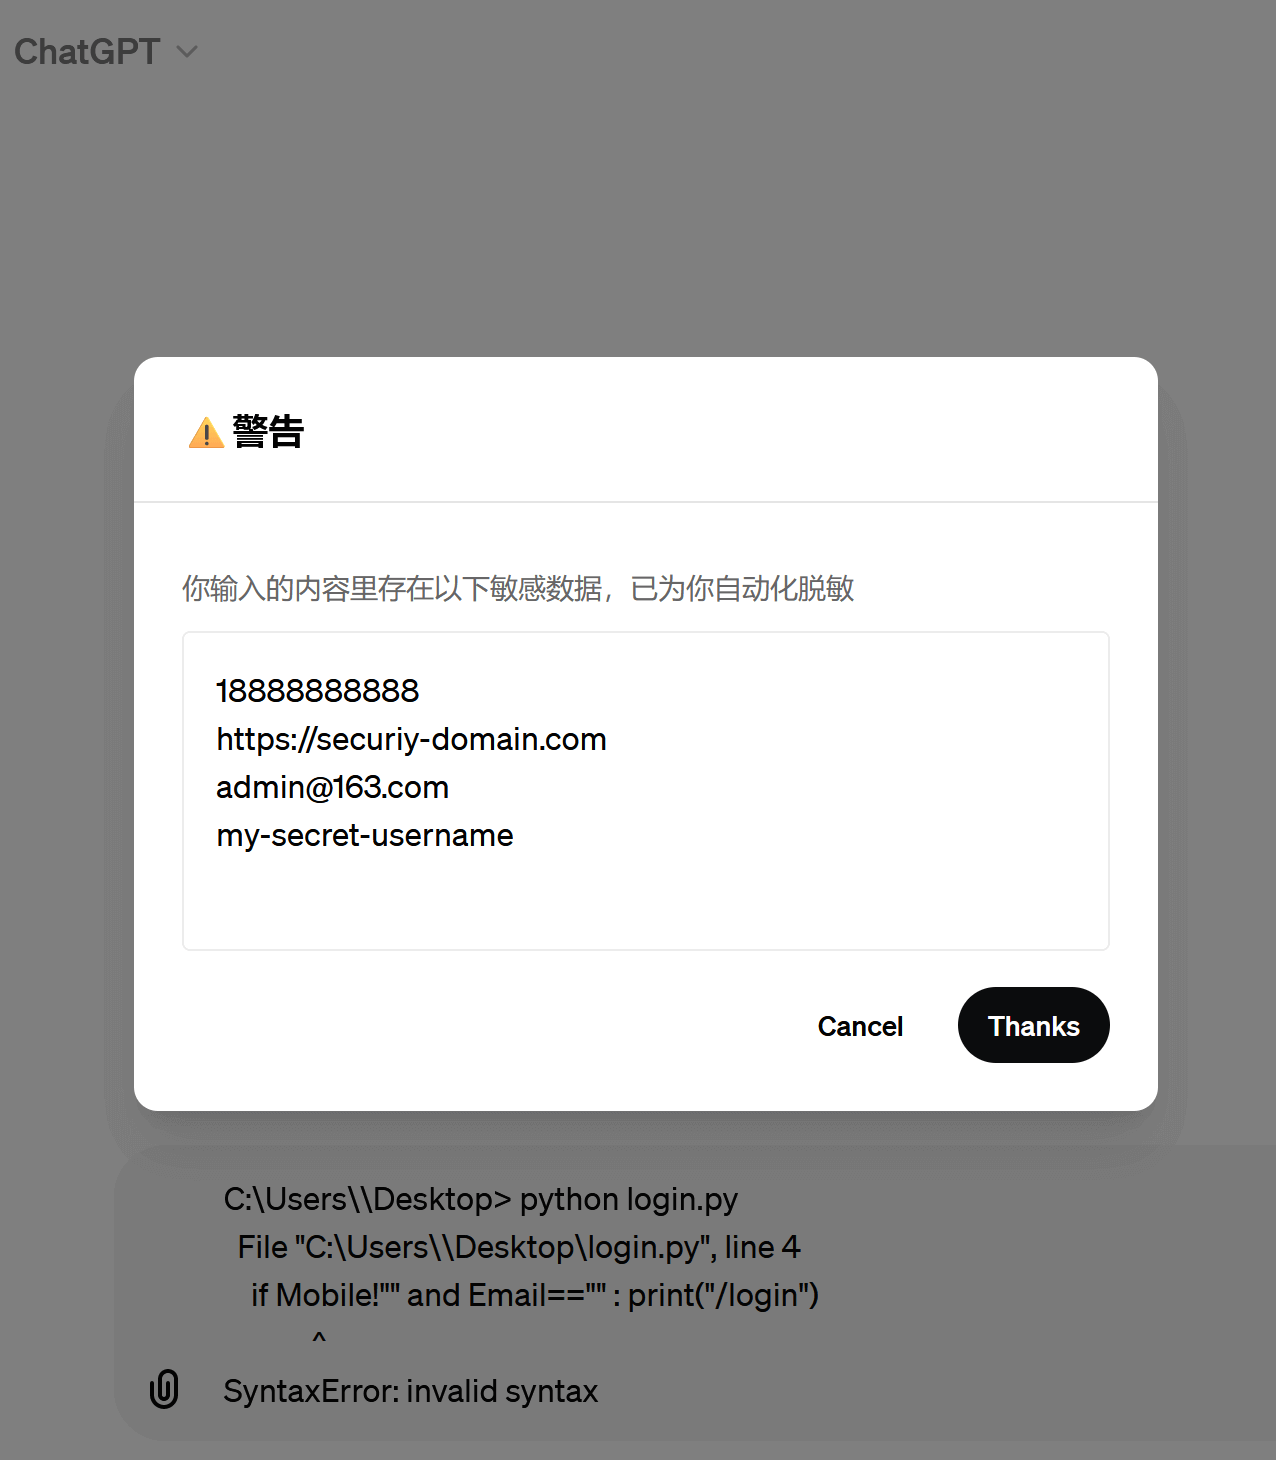 ChatGPT
⚠️ 警告
你输入的内容里存在以下敏感数据，已为你自动化脱敏
18888888888
https://securiy-domain.com
admin@163.com
my-secret-username
Cancel
Thanks
C:\Users\\Desktop> python login.py
File "C:\Users\\Desktop\login.py", line 4
if Mobile!"" and Email=="" : print("/login")
^
SyntaxError: invalid syntax